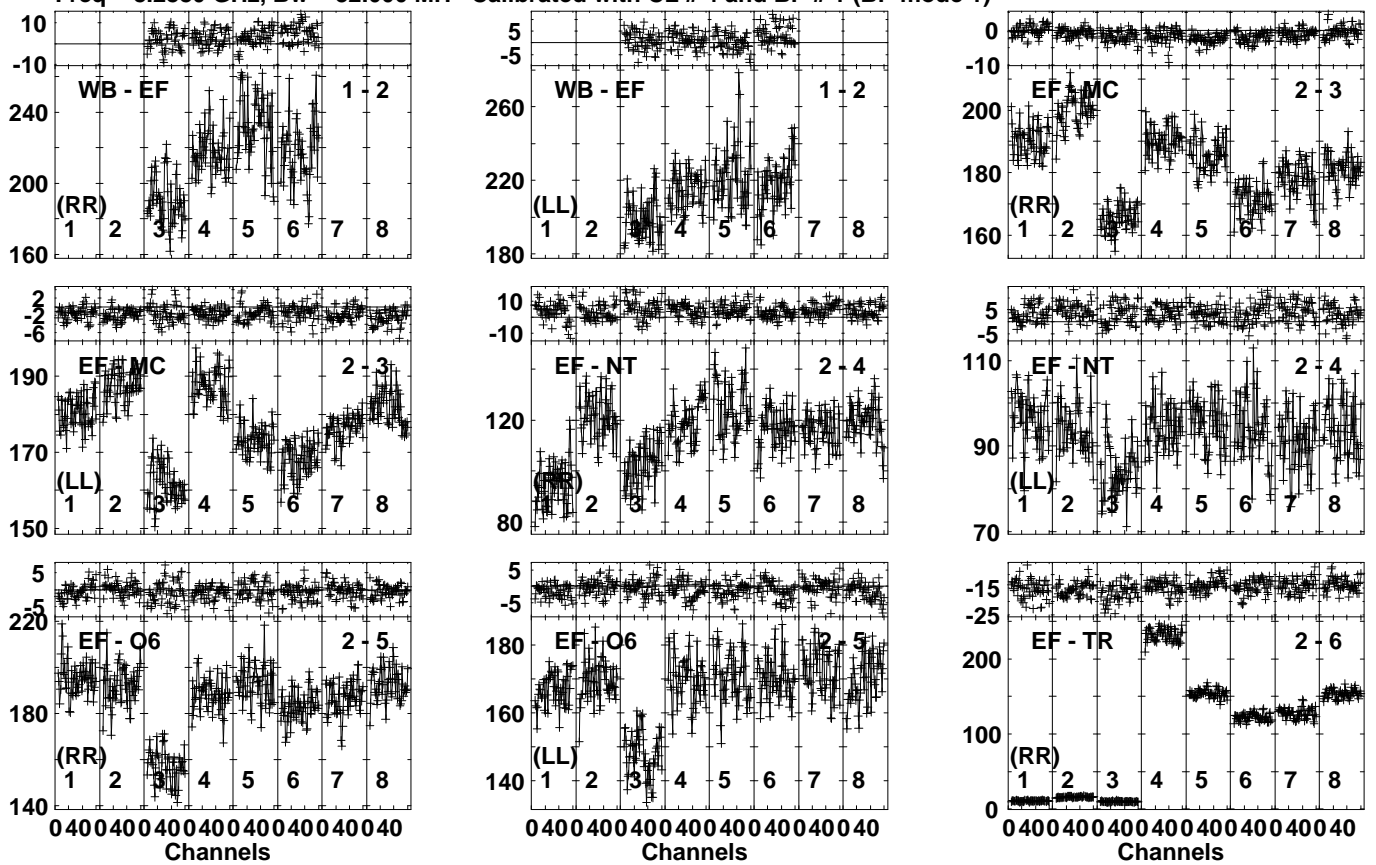 10
-10
WB - EF 1 - 2
240
200
160
(RR)
1 2 3 4 5 6 7 8
5
-5
WB - EF 1 - 2
260
220
180
(LL)
1 2 3 4 5 6 7 8
0
-10
EF - MC 2 - 3
200
180
160
(RR)
1 2 3 4 5 6 7 8
2
-2
-6
EF - MC 2 - 3
190
170
150
(LL)
1 2 3 4 5 6 7 8
10
-10
EF - NT 2 - 4
120
80
(RR)
1 2 3 4 5 6 7 8
5
-5
EF - NT 2 - 4
110
90
70
(LL)
1 2 3 4 5 6 7 8
5
-5
EF - O6 2 - 5
220
180
140
(RR)
1 2 3 4 5 6 7 8
0 40 0 40 0 40 0 40 0 40 0 40 0 40 0 40
Channels
5
-5
EF - O6 2 - 5
180
160
140
(LL)
1 2 3 4 5 6 7 8
0 40 0 40 0 40 0 40 0 40 0 40 0 40 0 40
Channels
-15
-25
EF - TR 2 - 6
200
100
0
(RR)
1 2 3 4 5 6 7 8
0 40 0 40 0 40 0 40 0 40 0 40 0 40 0 40
Channels